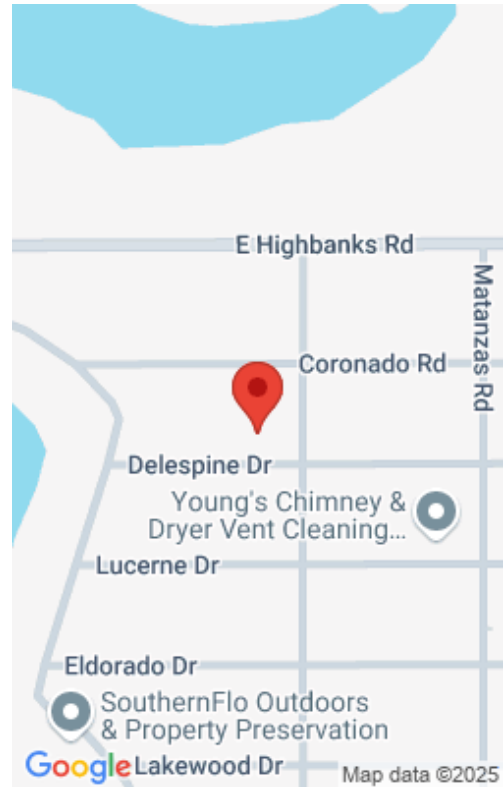 E Highbanks Rd
Matanzas Rd
Coronado Rd
Delespine Dr
Young's Chimney &
Dryer Vent Cleaning...
Lucerne Dr
Eldorado Dr
SouthernFlo Outdoors
& Property Preservation
Google
Lakewood Dr
Map data ©2025